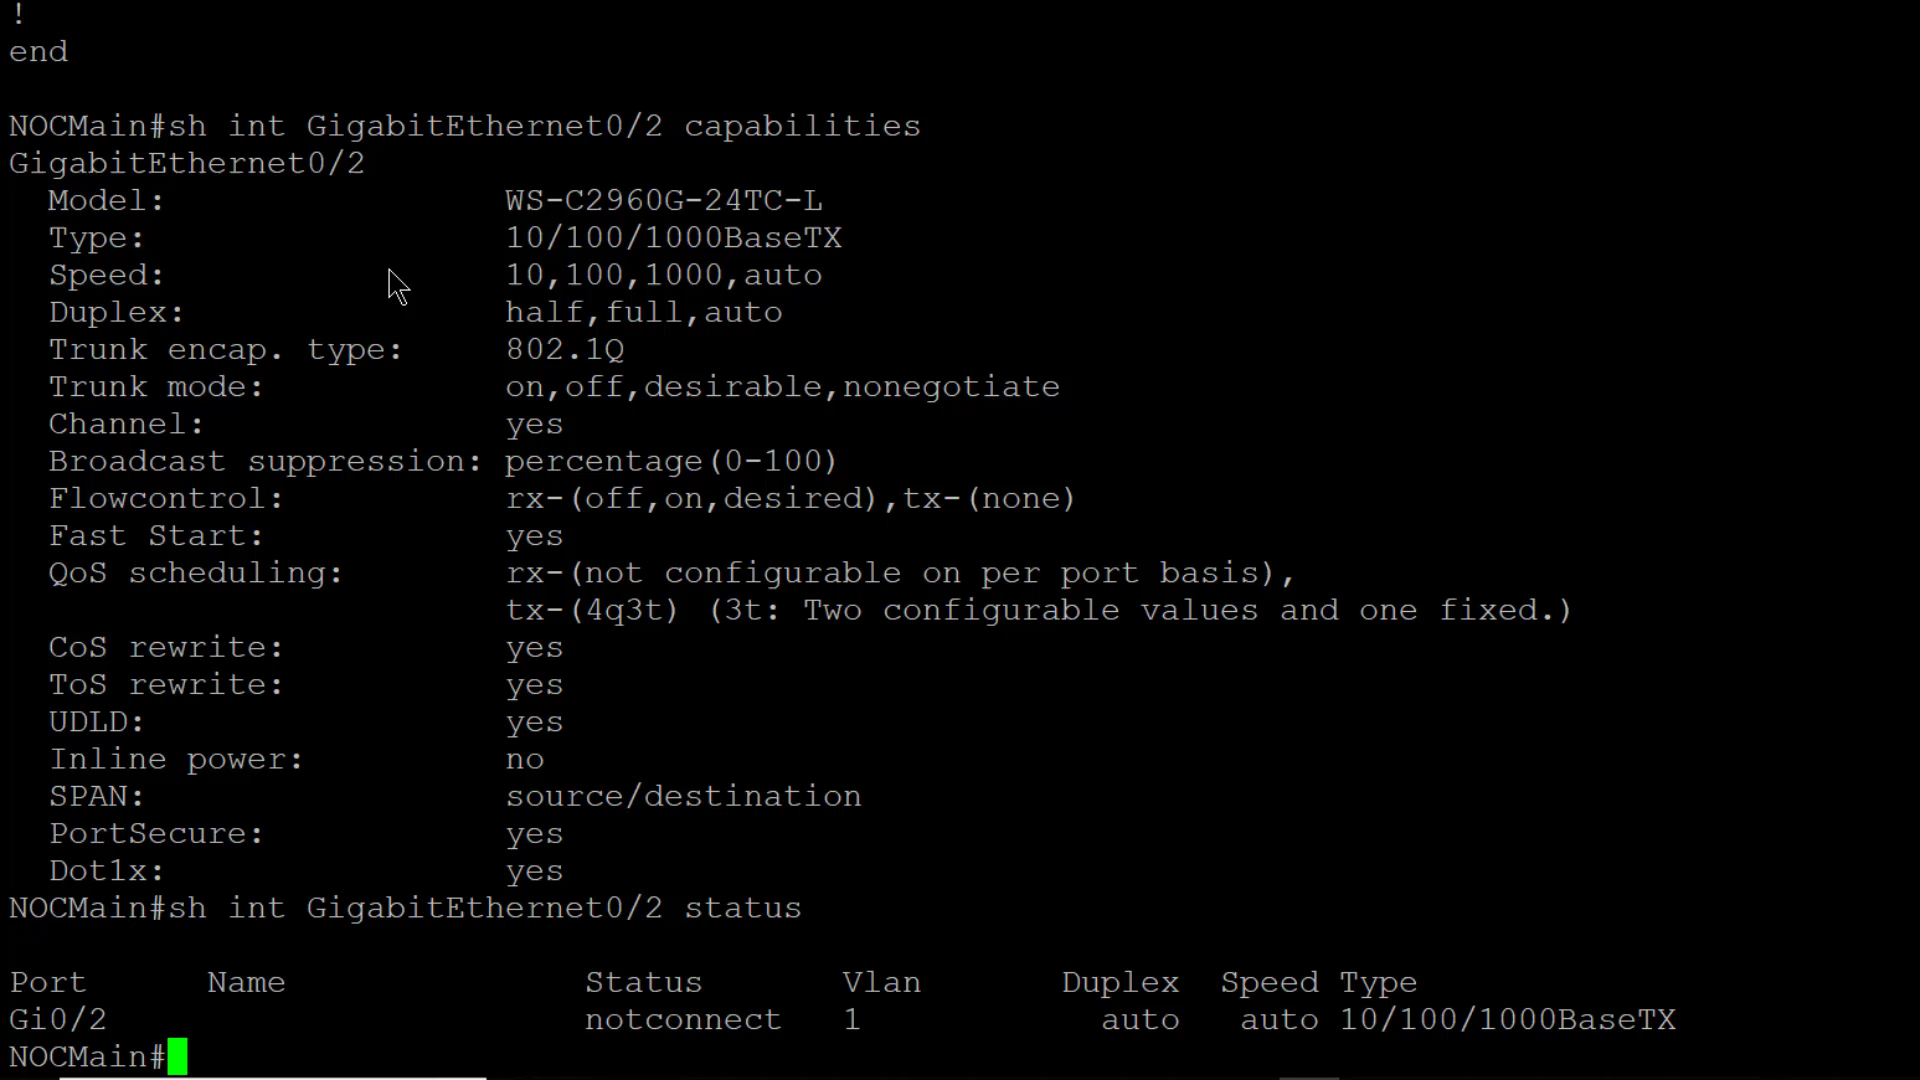 !
end
NOCMain#sh int GigabitEthernet0/2 capabilities
GigabitEthernet0/2
Model: WS-C2960G-24TC-L
Type: 10/100/1000BaseTX
Speed: 10,100,1000,auto
Duplex: half,full,auto
Trunk encap. type: 802.1Q
Trunk mode: on,off,desirable,nonegotiate
Channel: yes
Broadcast suppression: percentage(0-100)
Flowcontrol: rx-(off,on,desired),tx-(none)
Fast Start: yes
QoS scheduling: rx-(not configurable on per port basis),
tx-(4q3t) (3t: Two configurable values and one fixed.)
CoS rewrite: yes
ToS rewrite: yes
UDLD: yes
Inline power: no
SPAN: source/destination
PortSecure: yes
Dot1x: yes
NOCMain#sh int GigabitEthernet0/2 status
Port Name Status Vlan Duplex Speed Type
Gi0/2 notconnect 1 auto auto 10/100/1000BaseTX
NOCMain#